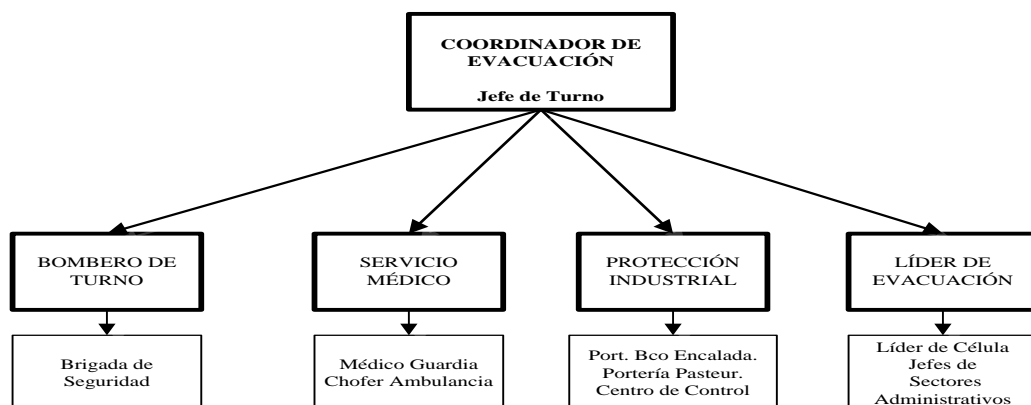 COORDINADOR DE
EVACUACIÓN
Jefe de Turno
BOMBERO DE
TURNO
SERVICIO
MÉDICO
PROTECCIÓN
INDUSTRIAL
LÍDER DE
EVACUACIÓN
Brigada de
Seguridad
Médico Guardia
Chofer Ambulancia
Port. Bco Encalada.
Portería Pasteur.
Centro de Control
Líder de Célula
Jefes de
Sectores
Administrativos